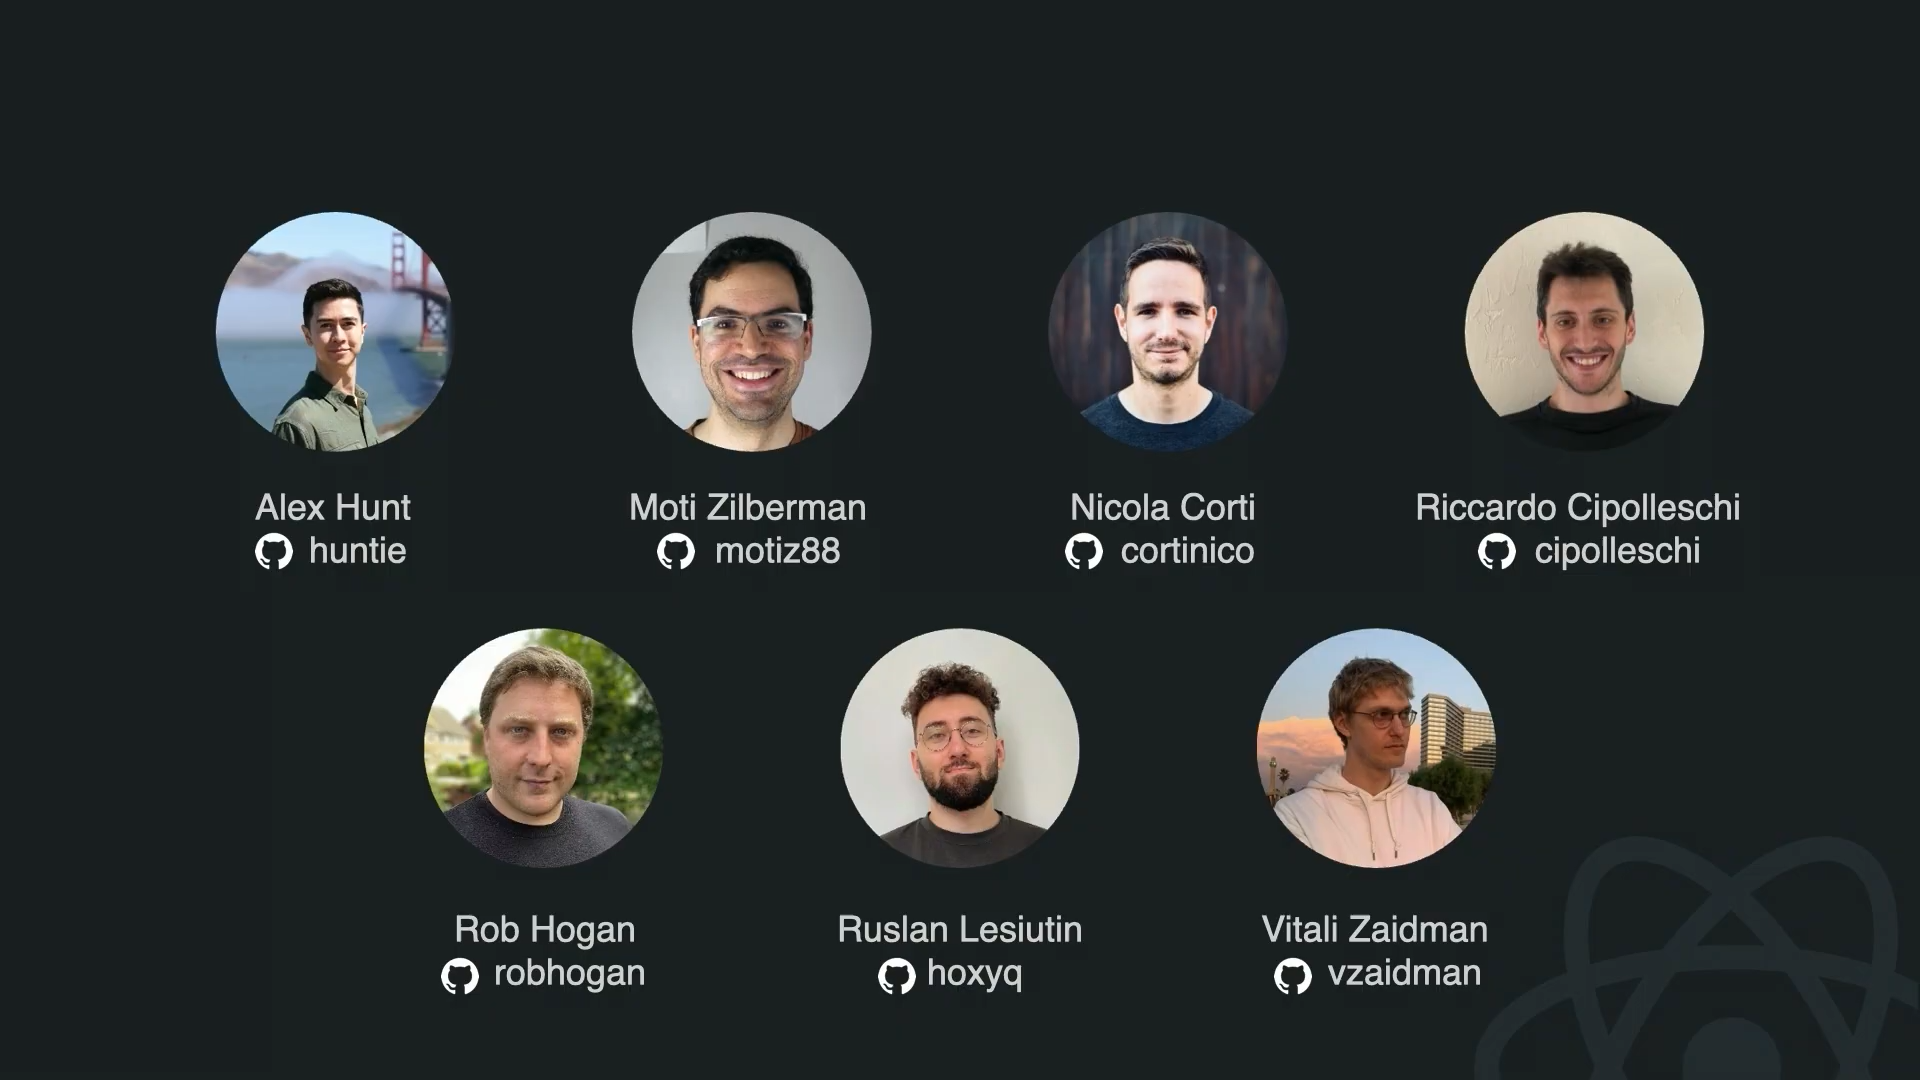 Alex Hunt
huntie
Moti Zilberman
motiz88
Nicola Corti
cortinico
Riccardo Cipolleschi
cipolleschi
Rob Hogan
robhogan
Ruslan Lesiutin
hoxyq
Vitali Zaidman
vzaidman